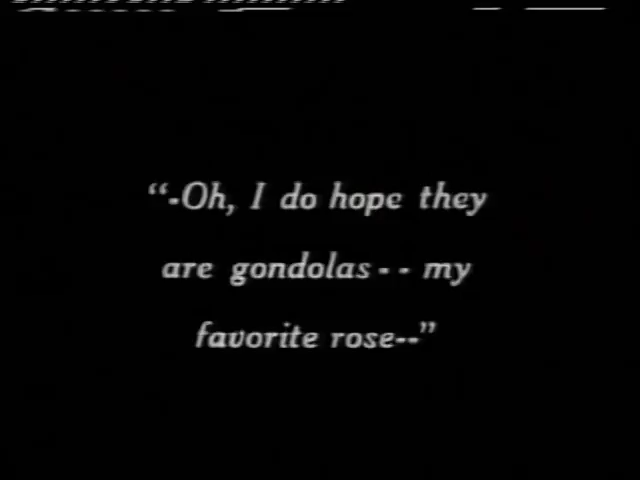 “-Oh, I do hope they
are gondolas - - my
favorite rose--”